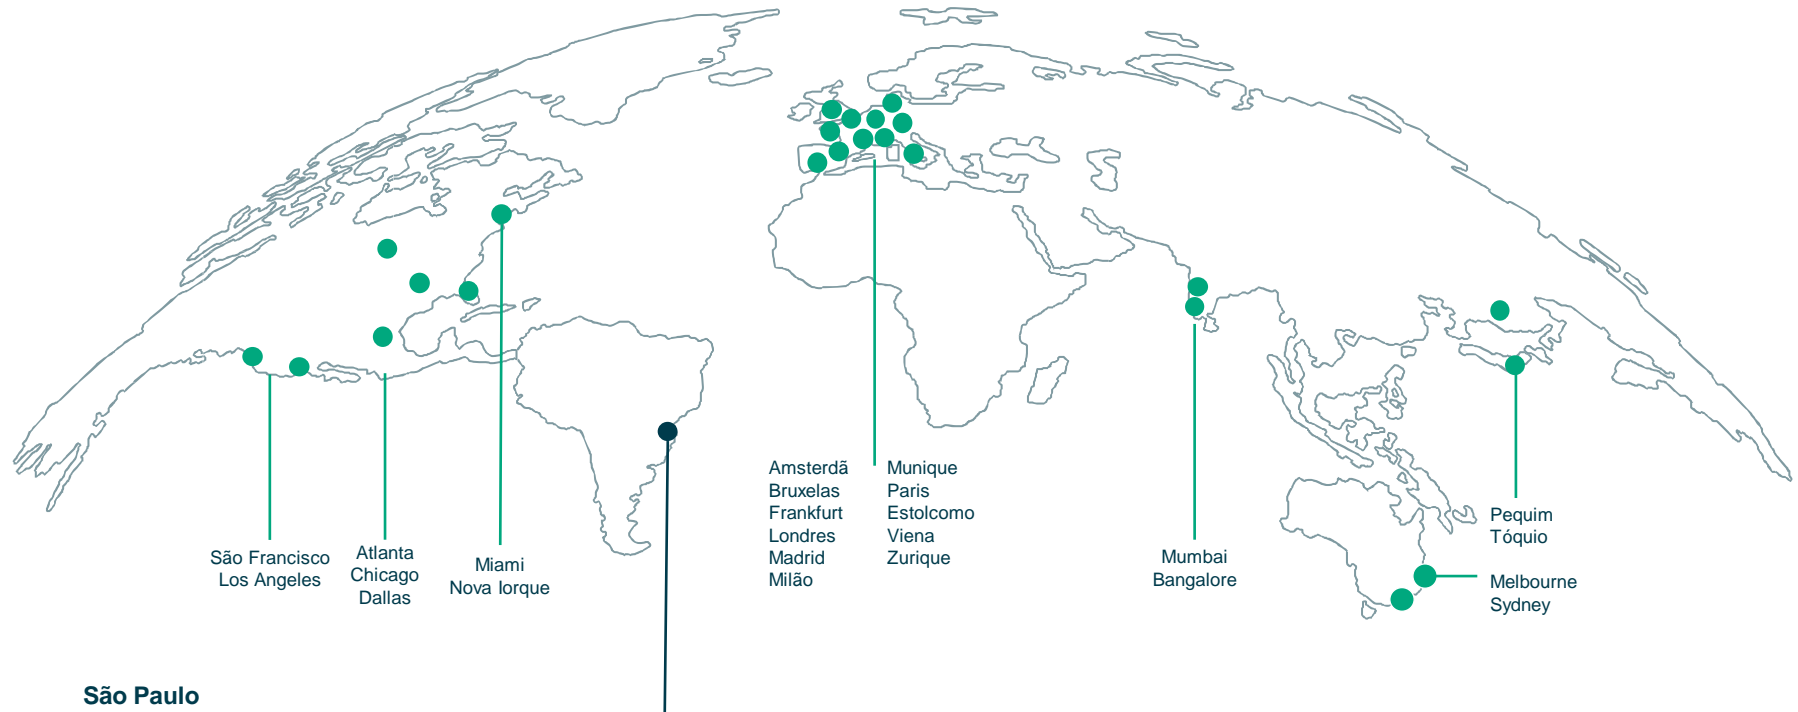 São Francisco
Los Angeles
Atlanta
Chicago
Dallas
Miami
Nova Iorque
Amsterdã
Bruxelas
Frankfurt
Londres
Madrid
Milão
Munique
Paris
Estolcomo
Viena
Zurique
Mumbai
Bangalore
Pequim
Tóquio
Melbourne
Sydney
São Paulo